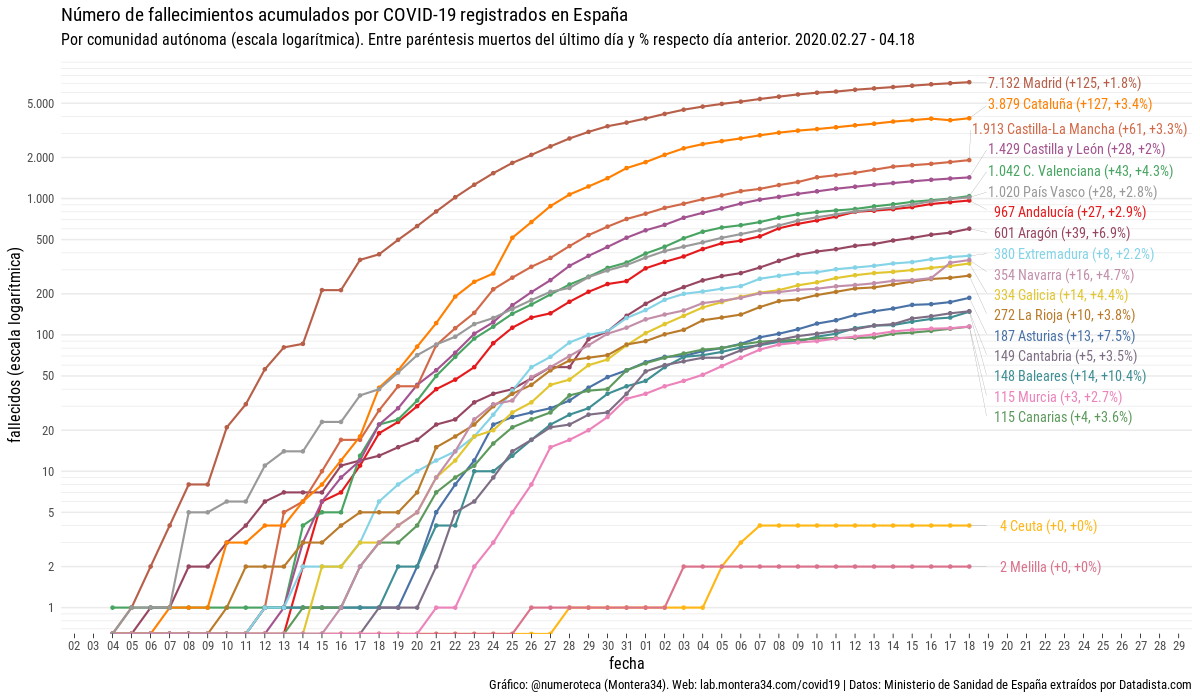 Número de fallecimientos acumulados por COVID-19 registrados en España
Por comunidad autónoma (escala logarítmica). Entre paréntesis muertos del último día y % respecto día anterior. 2020.02.27 - 04.18
fallecidos (escala logarítmica)
5.000
2.000
1.000
500
200
100
50
20
10
5
2
1
7.132 Madrid (+125, +1.8%)
3.879 Cataluña (+127, +3.4%)
1.913 Castilla-La Mancha (+61, +3.3%)
1.429 Castilla y León (+28, +2%)
1.042 C. Valenciana (+43, +4.3%)
1.020 País Vasco (+28, +2.8%)
967 Andalucía (+27, +2.9%)
601 Aragón (+39, +6.9%)
380 Extremadura (+8, +2.2%)
354 Navarra (+16, +4.7%)
334 Galicia (+14, +4.4%)
272 La Rioja (+10, +3.8%)
187 Asturias (+13, +7.5%)
149 Cantabria (+5, +3.5%)
148 Baleares (+14, +10.4%)
115 Murcia (+3, +2.7%)
115 Canarias (+4, +3.6%)
4 Ceuta (+0, +0%)
2 Melilla (+0, +0%)
02 03 04 05 06 07 08 09 10 11 12 13 14 15 16 17 18 19 20 21 22 23 24 25 26 27 28 29 30 31 01 02 03 04 05 06 07 08 09 10 11 12 13 14 15 16 17 18 19 20 21 22 23 24 25 26 27 28 29
fecha
Gráfico: @numeroteca (Montera34). Web: lab.montera34.com/covid19 | Datos: Ministerio de Sanidad de España extraídos por Datadista.com